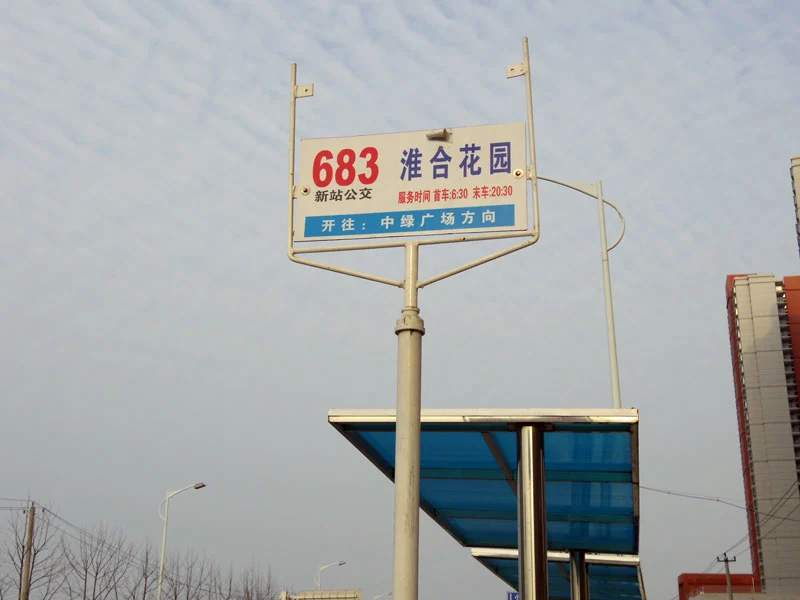 683 淮合花园
新站公交 服务时间 首车:6:30 末车:20:30
开往：中绿广场方向